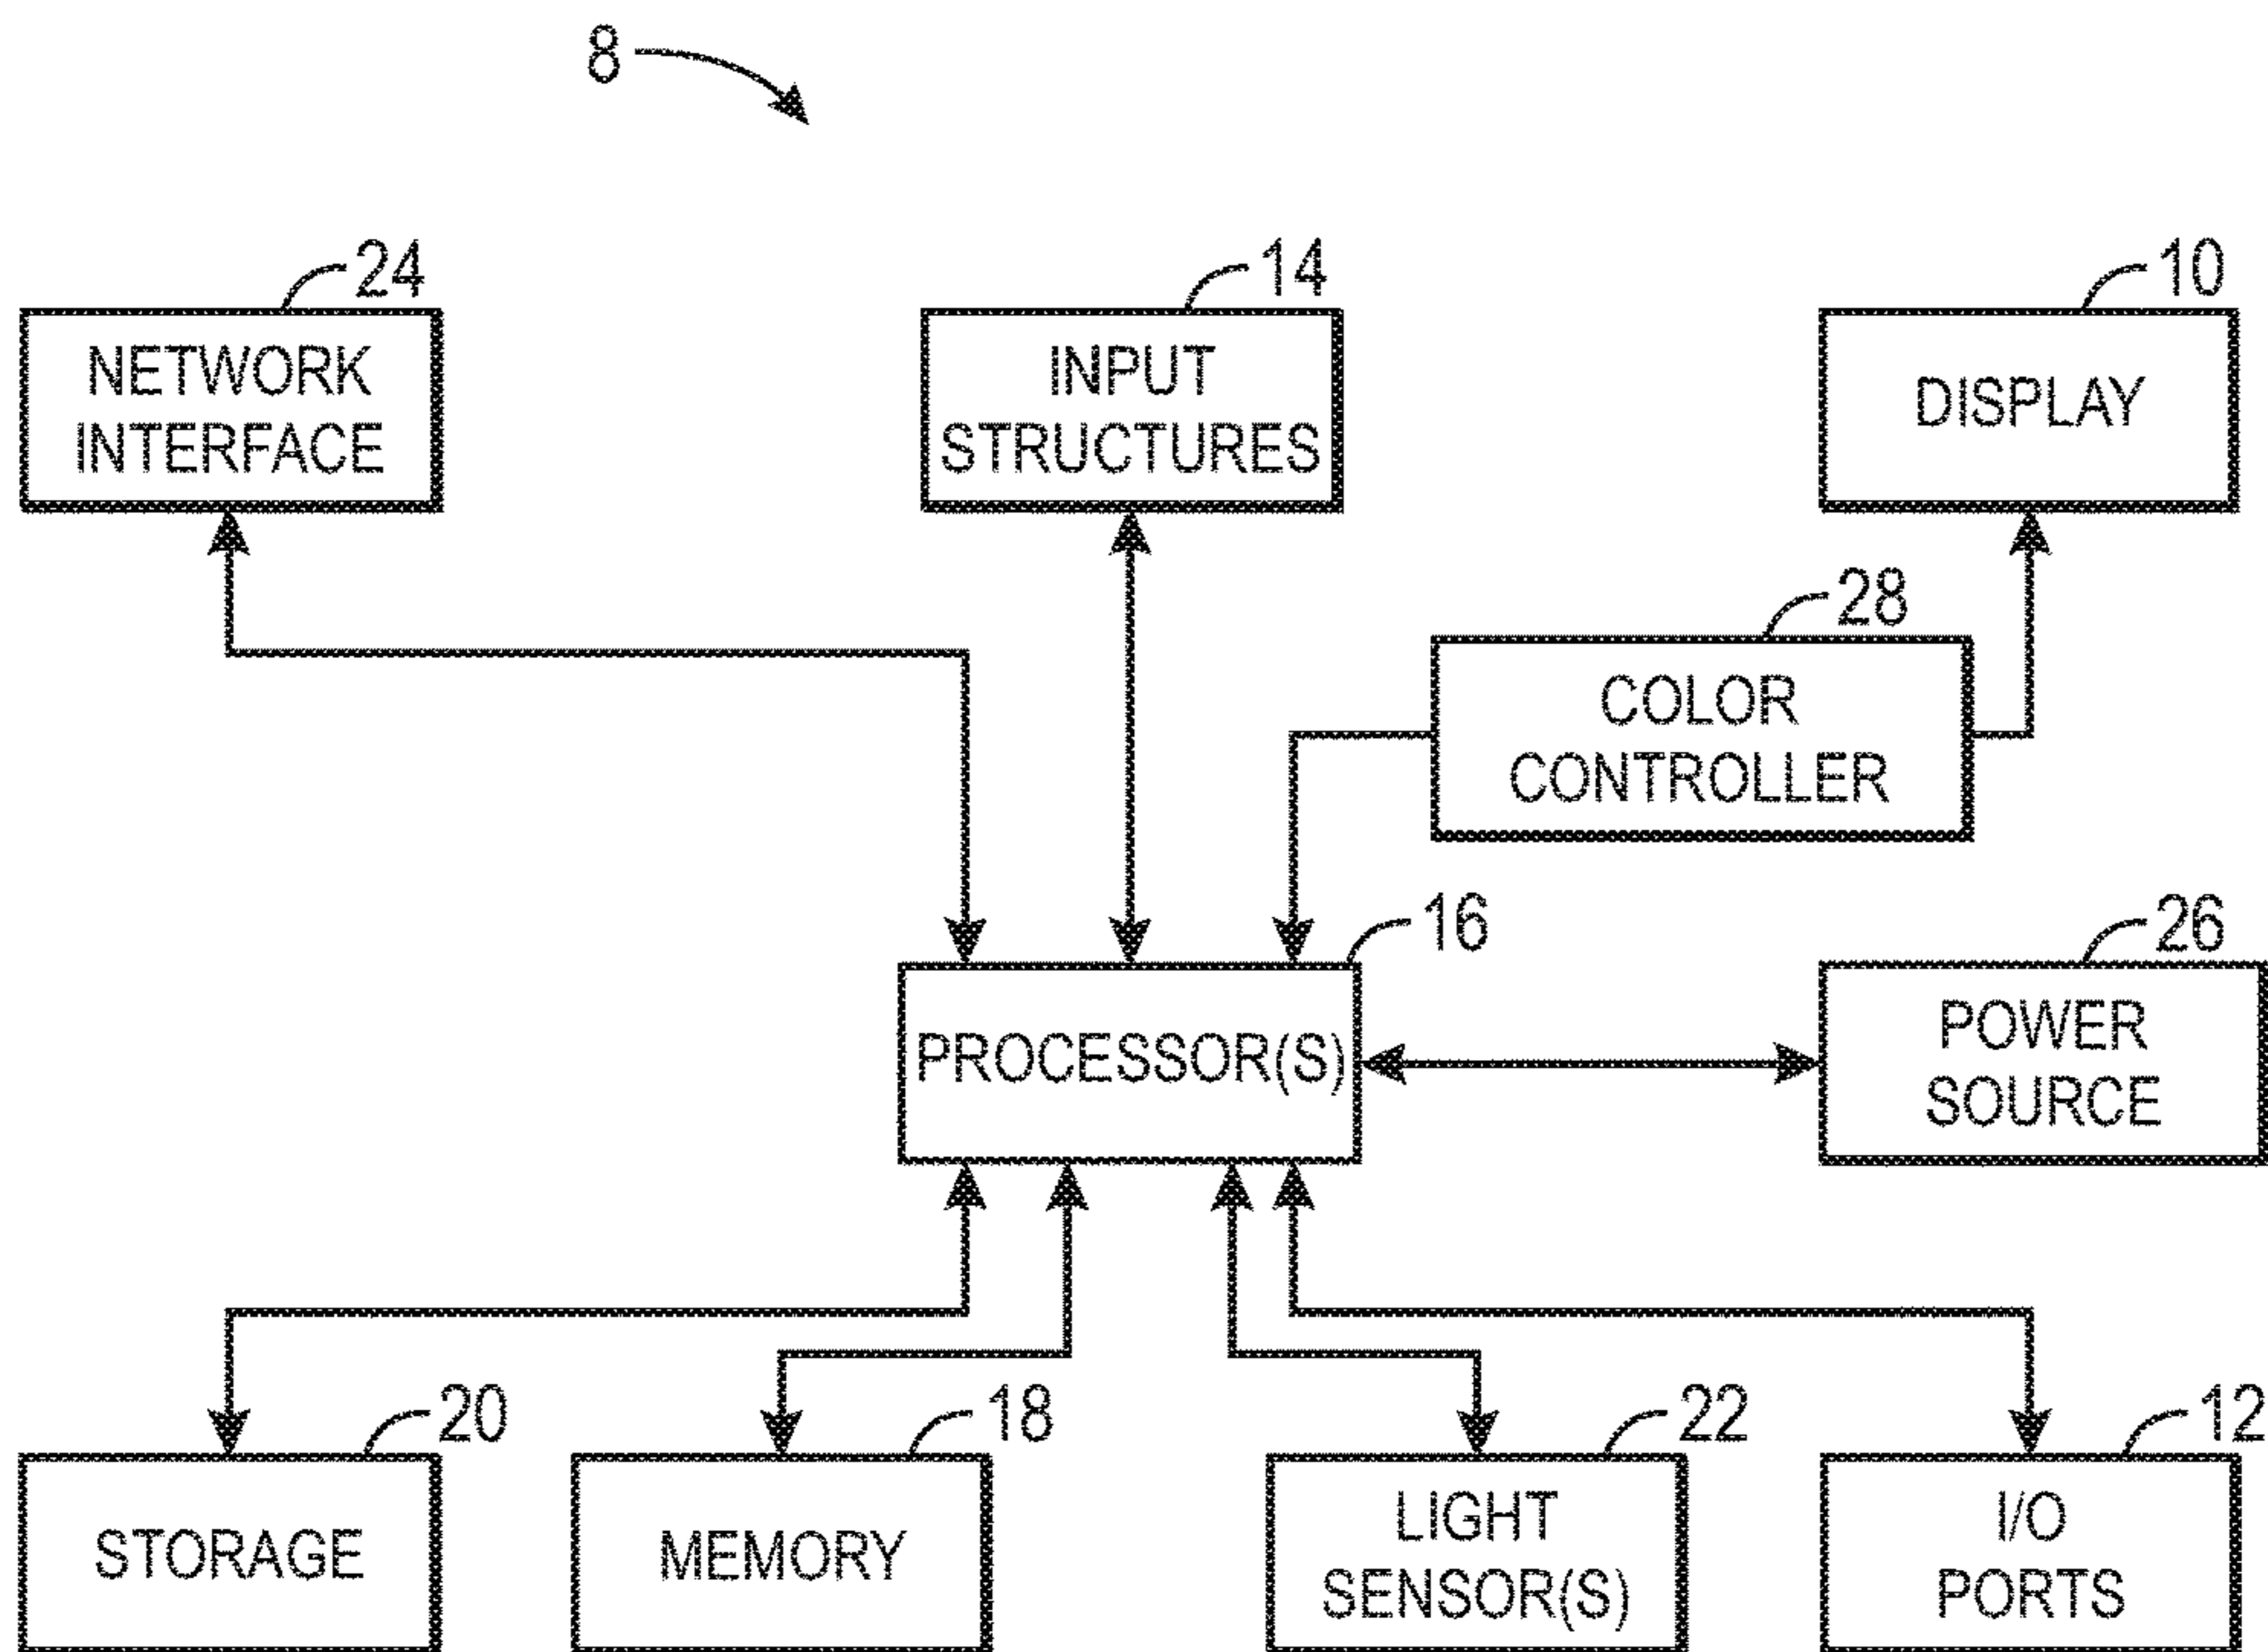 8
24
14
10
NETWORK
INTERFACE
INPUT
STRUCTURES
DISPLAY
28
COLOR
CONTROLLER
16
26
PROCESSOR(S)
POWER
SOURCE
20
18
22
12
STORAGE
MEMORY
LIGHT
SENSOR(S)
I/O
PORTS